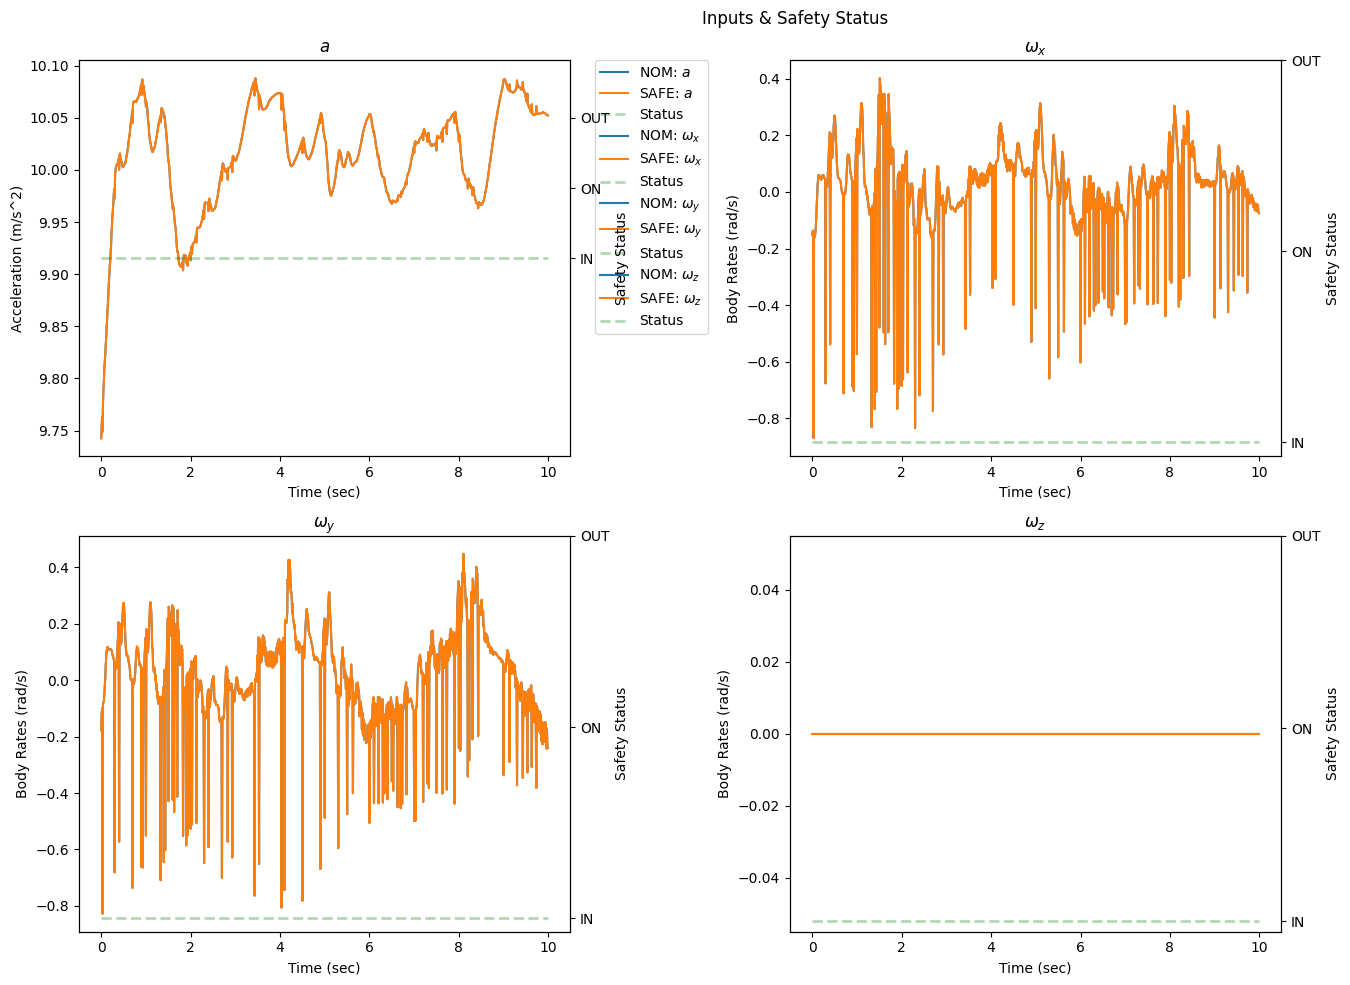 Inputs & Safety Status
a
10.10
10.05
10.00
9.95
9.90
9.85
9.80
9.75
Acceleration (m/s^2)
0 2 4 6 8 10
Time (sec)
OUT
ON
IN
Safety Status
NOM: a
SAFE: a
Status
NOM: ωx
SAFE: ωx
Status
NOM: ωy
SAFE: ωy
Status
NOM: ωz
SAFE: ωz
Status
ωx
0.4
0.2
0.0
−0.2
−0.4
−0.6
−0.8
Body Rates (rad/s)
0 2 4 6 8 10
Time (sec)
OUT
ON
IN
Safety Status
ωy
0.4
0.2
0.0
−0.2
−0.4
−0.6
−0.8
Body Rates (rad/s)
0 2 4 6 8 10
Time (sec)
OUT
ON
IN
Safety Status
ωz
0.04
0.02
0.00
−0.02
−0.04
Body Rates (rad/s)
0 2 4 6 8 10
Time (sec)
OUT
ON
IN
Safety Status